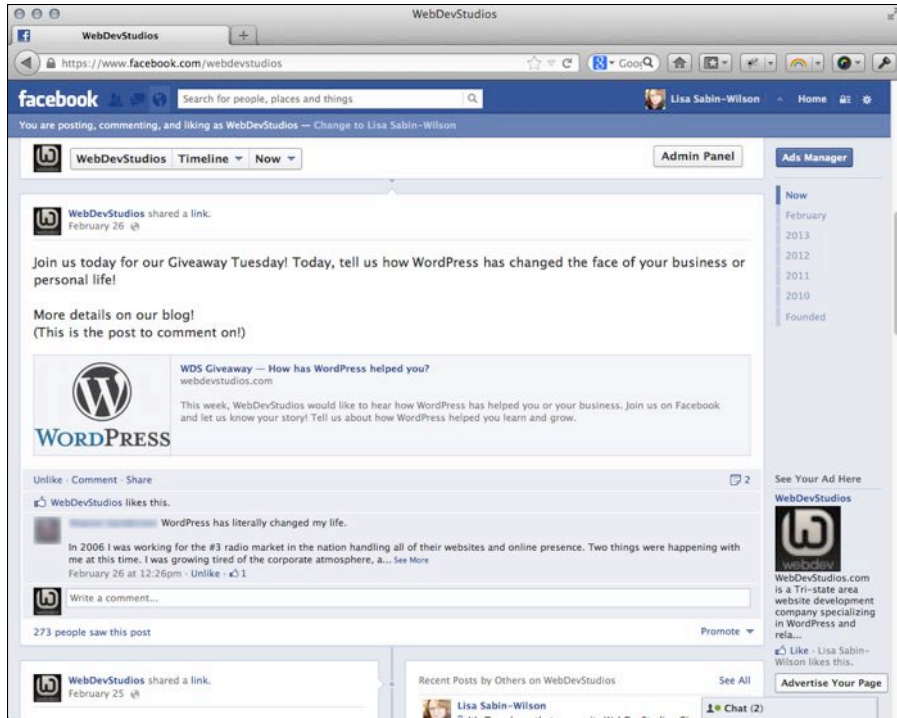 WebDevStudios
WebDevStudios
https://www.facebook.com/webdevstudios
facebook
Search for people, places and things
Lisa Sabin-Wilson
Home
You are posting, commenting, and liking as WebDevStudios — Change to Lisa Sabin-Wilson
WebDevStudios Timeline Now
Admin Panel
Ads Manager
Now
February
2013
2012
2011
2010
Founded
WebDevStudios shared a link.
February 26
Join us today for our Giveaway Tuesday! Today, tell us how WordPress has changed the face of your business or
personal life!
More details on our blog!
(This is the post to comment on!)
WORDPRESS
WDS Giveaway — How has WordPress helped you?
webdevstudios.com
This week, WebDevStudios would like to hear how WordPress has helped you or your business. Join us on Facebook
and let us know your story! Tell us about how WordPress helped you learn and grow.
Unlike · Comment · Share
2
WebDevStudios likes this.
WordPress has literally changed my life.
In 2006 I was working for the #3 radio market in the nation handling all of their websites and online presence. Two things were happening with
me at this time. I was growing tired of the corporate atmosphere, a... See More
February 26 at 12:26pm · Unlike · 1
Write a comment...
273 people saw this post
Promote
See Your Ad Here
WebDevStudios
webdev
WebDevStudios.com
is a Tri-state area
website development
company specializing
in WordPress and
rela...
Like · Lisa Sabin-
Wilson likes this.
Advertise Your Page
WebDevStudios shared a link.
February 25
Recent Posts by Others on WebDevStudios
See All
Lisa Sabin-Wilson
Chat (2)